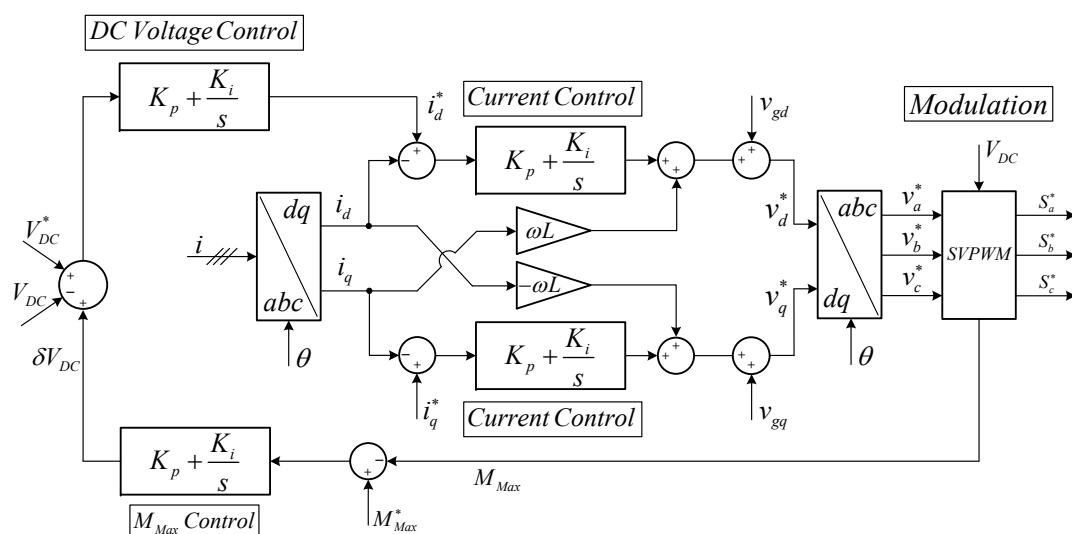 DC Voltage Control
K_p + K_i / s
i_d^*
Current Control
K_p + K_i / s
v_gd
Modulation
V_DC
V_DC^*
V_DC
δV_DC
i
dq
abc
θ
i_d
i_q
ωL
-ωL
v_d^*
v_q^*
abc
dq
θ
v_a^*
v_b^*
v_c^*
SVPWM
S_a^*
S_b^*
S_c^*
K_p + K_i / s
i_q^*
Current Control
v_gq
K_p + K_i / s
M_Max Control
M_Max^*
M_Max